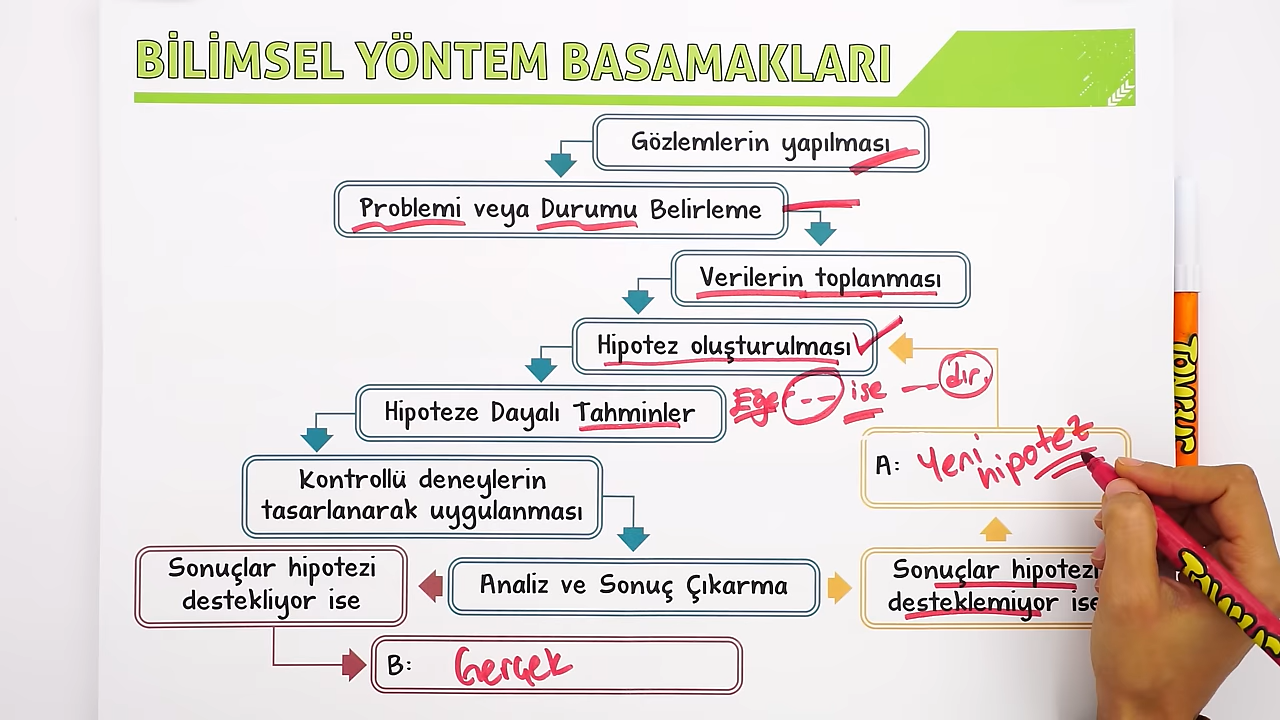 BİLİMSEL YÖNTEM BASAMAKLARI
Gözlemlerin yapılması
Problemi veya Durumu Belirleme
Verilerin toplanması
Hipotez oluşturulması
Eğer -- ise - dır.
Hipoteze Dayalı Tahminler
A: Yeni
hipotez
Kontrollü deneylerin
tasarlanarak uygulanması
Sonuçlar hipotezi
destekliyor ise
Analiz ve Sonuç Çıkarma
Sonuçlar hipotezi
desteklemiyor ise
B: Gerçek